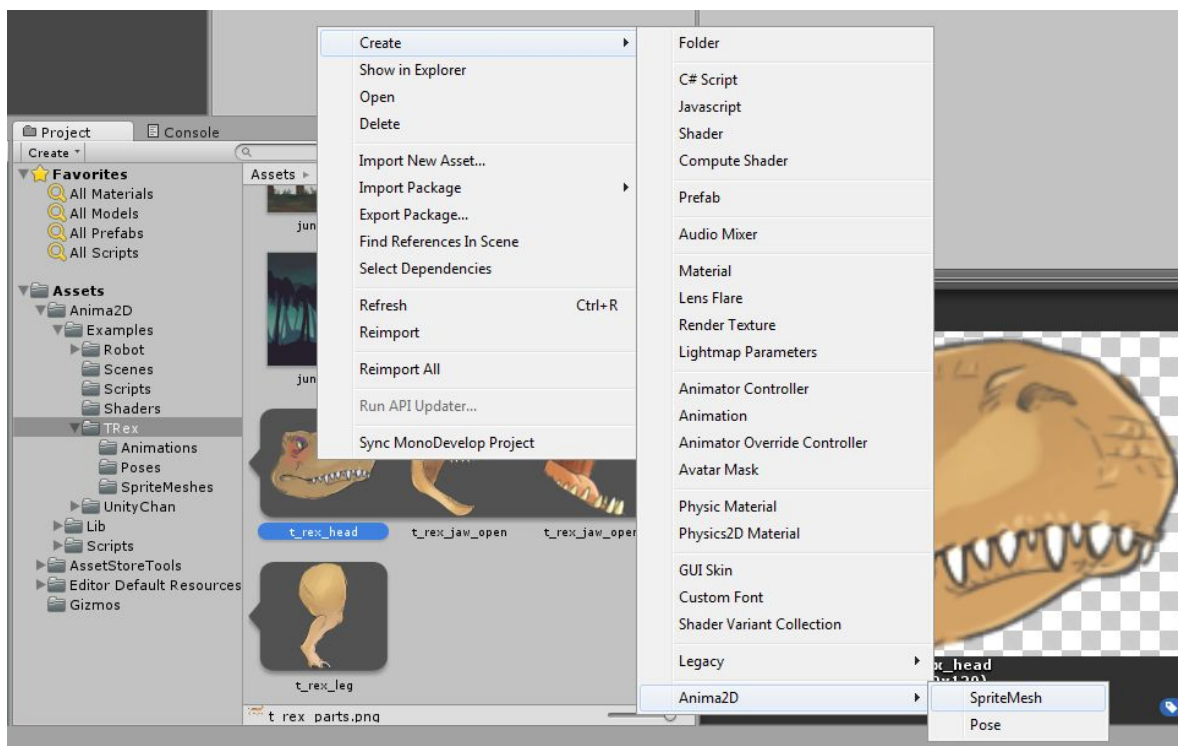 Create
Show in Explorer
Open
Delete
Import New Asset...
Import Package
Export Package...
Find References In Scene
Select Dependencies
Refresh Ctrl+R
Reimport
Reimport All
Run API Updater...
Sync MonoDevelop Project
Folder
C# Script
Javascript
Shader
Compute Shader
Prefab
Audio Mixer
Material
Lens Flare
Render Texture
Lightmap Parameters
Animator Controller
Animation
Animator Override Controller
Avatar Mask
Physic Material
Physics2D Material
GUI Skin
Custom Font
Shader Variant Collection
Legacy
Anima2D
SpriteMesh
Pose
Project Console
Create
Favorites
All Materials
All Models
All Prefabs
All Scripts
Assets
Anima2D
Examples
Robot
Scenes
Scripts
Shaders
TRex
Animations
Poses
SpriteMeshes
UnityChan
Lib
Scripts
AssetStoreTools
Editor Default Resources
Gizmos
Assets
jun
jun
t_rex_head t_rex_jaw_open t_rex_jaw_oper
t_rex_leg
t_rex_parts.png
x_head